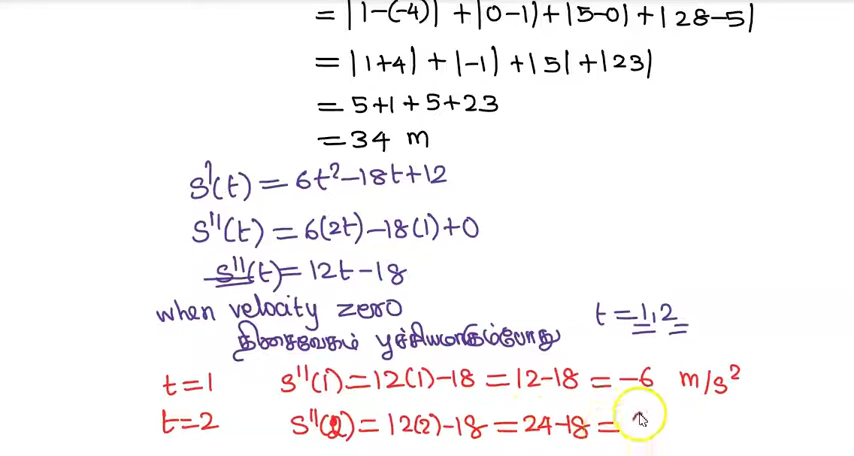 = |1-(-4)| + |0-1| + |5-0| + |28-5|
= |1+4| + |-1| + |5| + |23|
= 5+1+5+23
= 34 m
s'(t) = 6t²-18t+12
s''(t) = 6(2t)-18(1)+0
s''(t) = 12t-18
when velocity zero t = 1, 2
திசைவேகம் பூச்சியமாகும்போது
t=1 s''(1) = 12(1)-18 = 12-18 = -6 m/s²
t=2 s''(2) = 12(2)-18 = 24-18 =